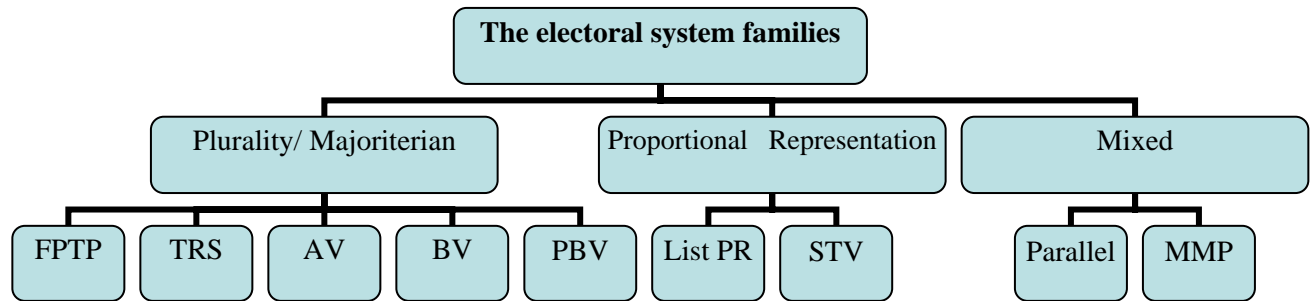 The electoral system families
Plurality/ Majoriterian
Proportional Representation
Mixed
FPTP
TRS
AV
BV
PBV
List PR
STV
Parallel
MMP